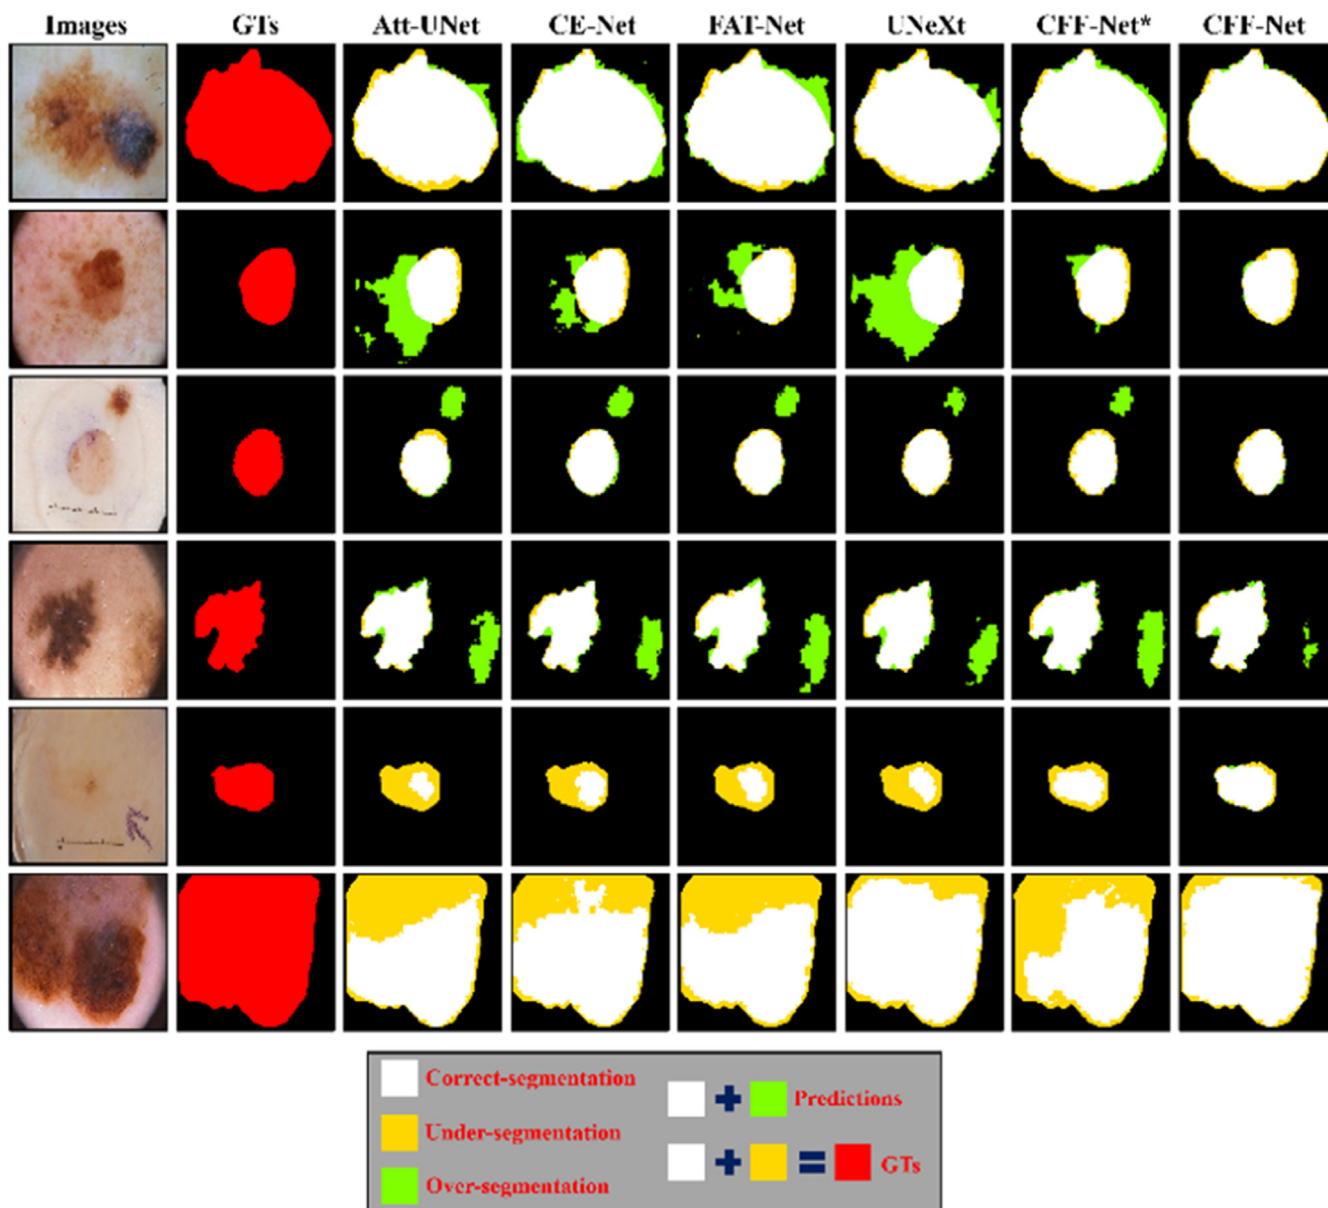 Images GTs Att-UNet CE-Net FAT-Net UNeXt CFF-Net* CFF-Net
Correct-segmentation
Under-segmentation
Over-segmentation
+ Predictions
+ = GTs